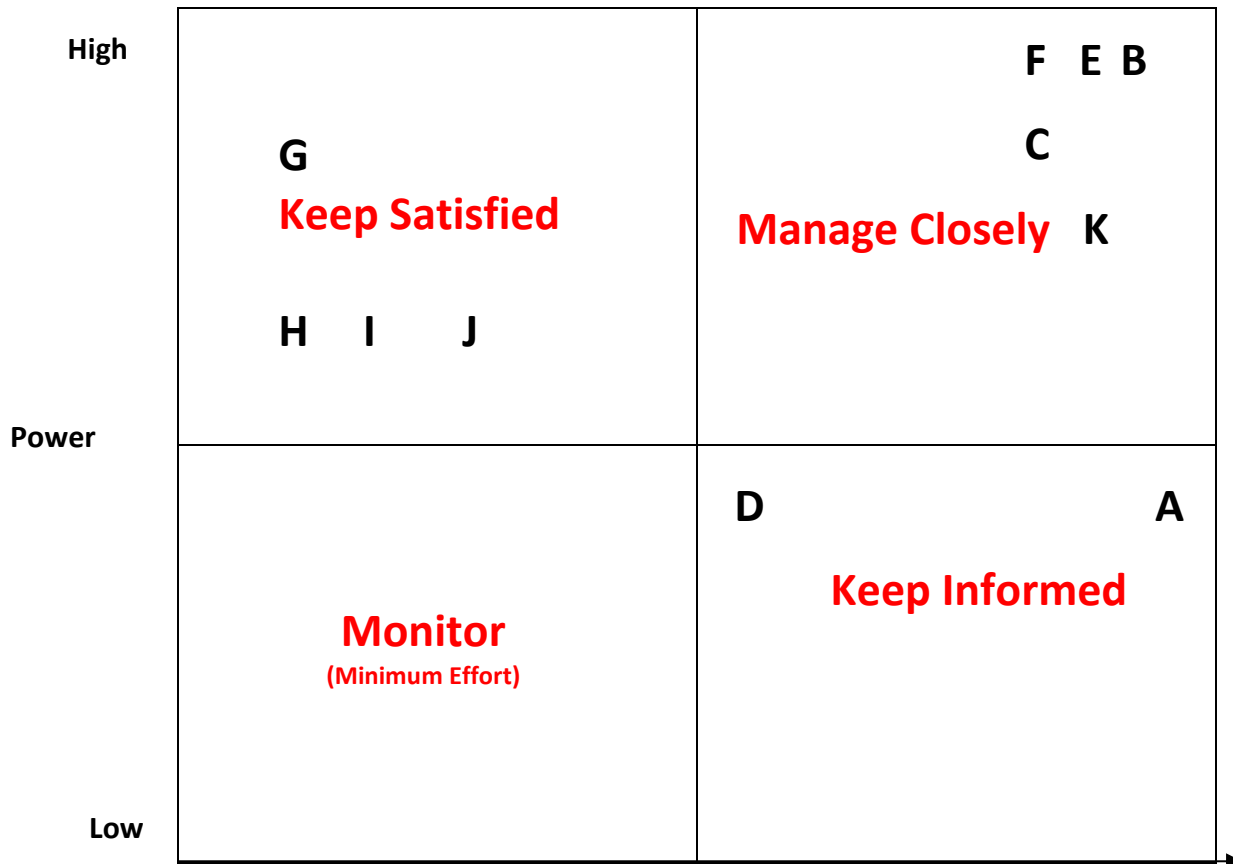 High
F E B
C
G
Keep Satisfied
Manage Closely K
H I J
Power
D A
Keep Informed
Monitor
(Minimum Effort)
Low